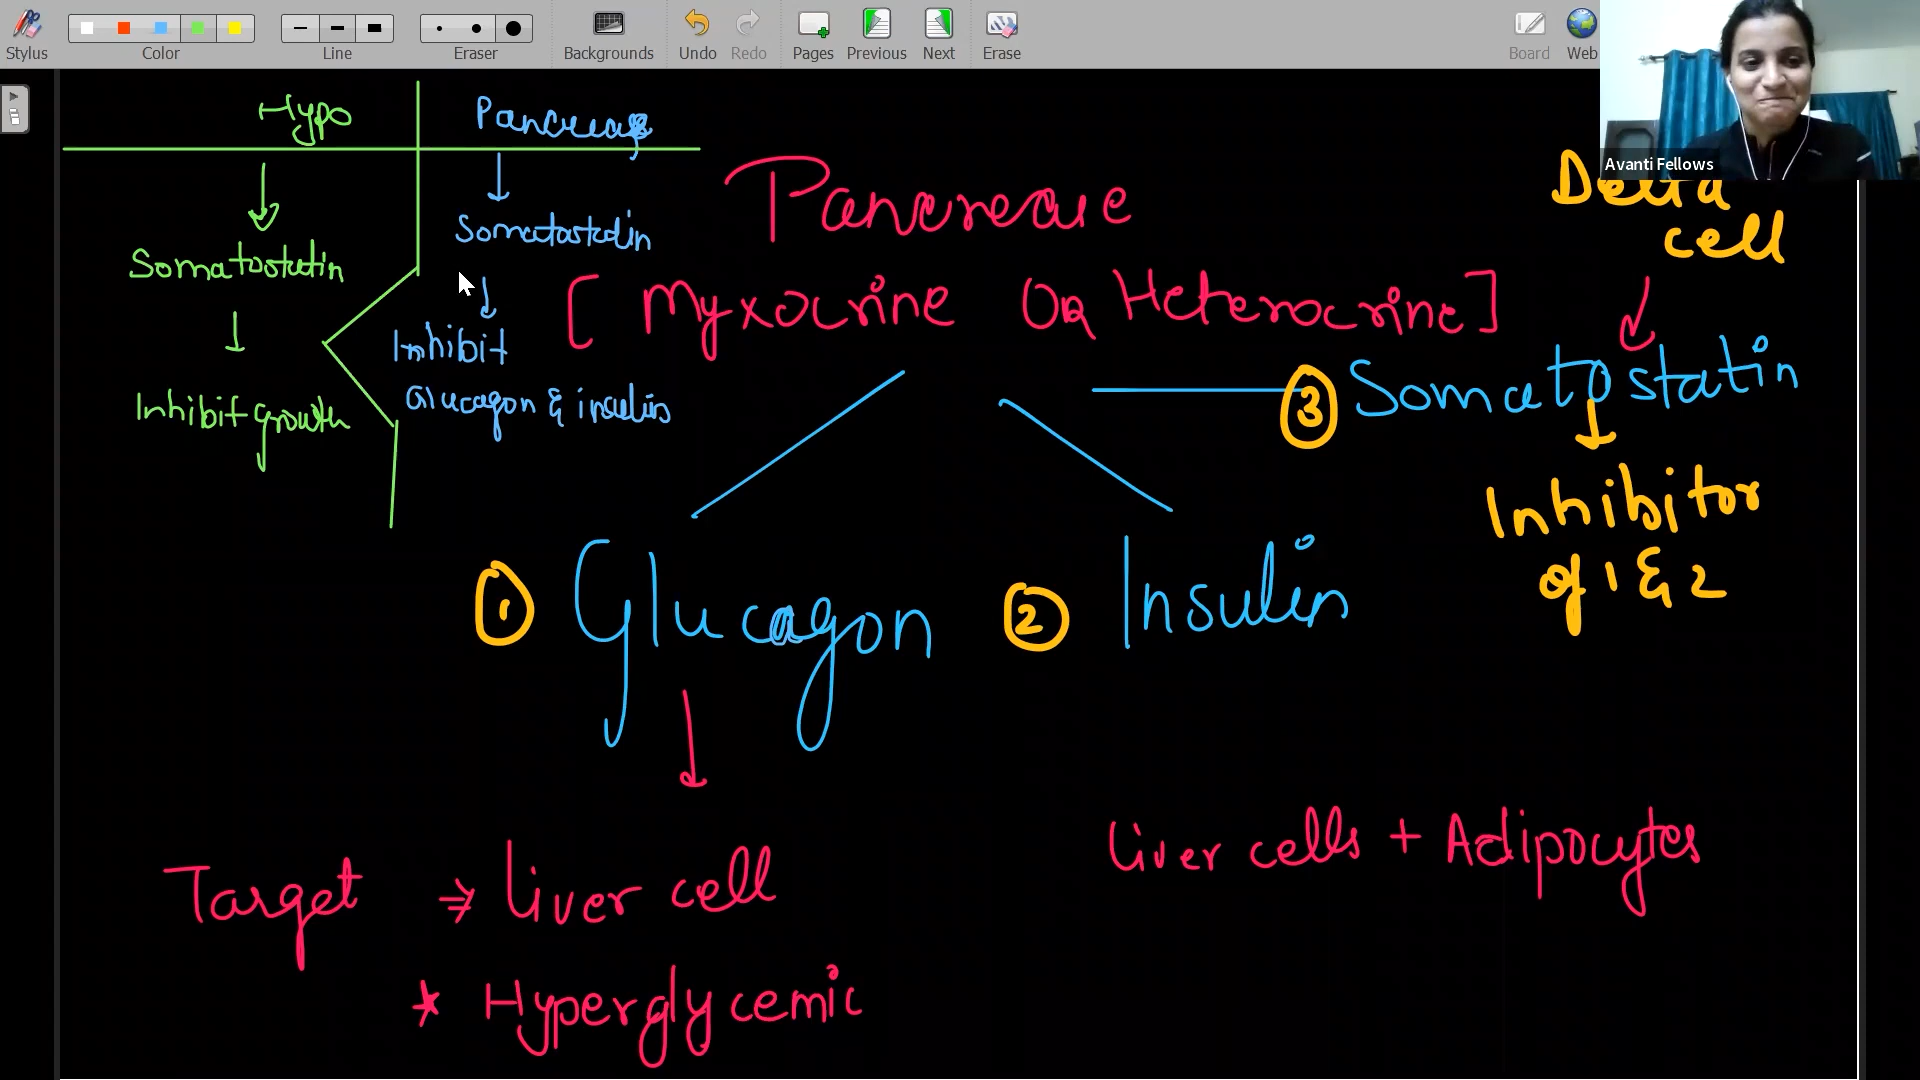 Stylus
Color
Line
Eraser
Backgrounds
Undo
Redo
Pages
Previous
Next
Erase
Board
Web
Avanti Fellows
Hypo
Somatostatin
Inhibit growth
Pancreas
Somatostatin
Inhibit
Glucagon & insulin
Pancreas
[ Myxocrine OR Heterocrine ]
Delta
cell
3 Somatostatin
Inhibitor
of 1 & 2
1 Glucagon
2 Insulin
Target ⇒ Liver cell
* Hyperglycemic
Liver cells + Adipocytes